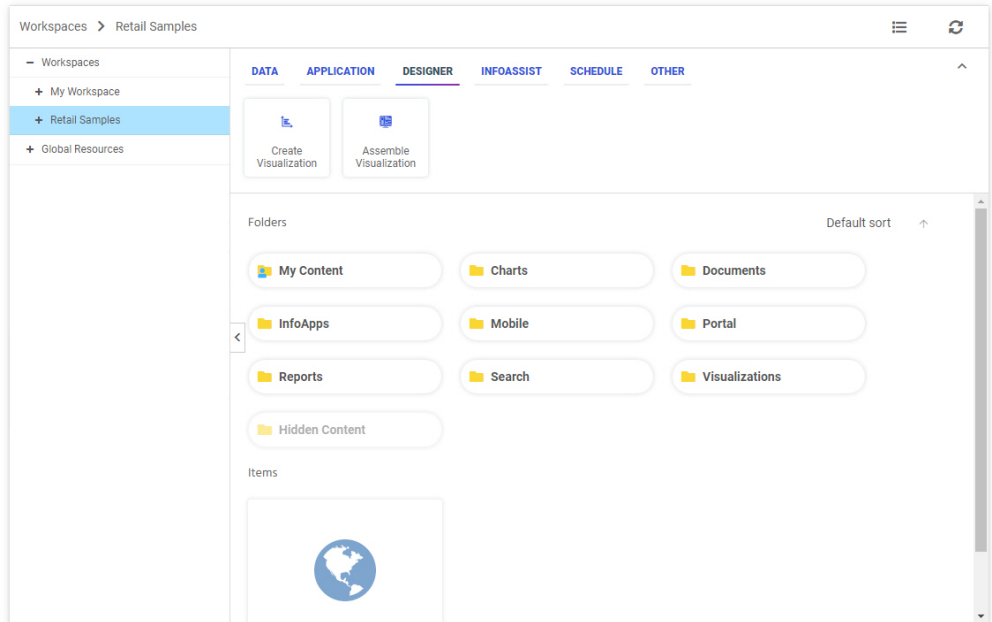 Workspaces > Retail Samples
Workspaces
My Workspace
Retail Samples
Global Resources
DATA APPLICATION DESIGNER INFOASSIST SCHEDULE OTHER
Create
Visualization
Assemble
Visualization
Folders
Default sort
My Content Charts Documents
InfoApps Mobile Portal
Reports Search Visualizations
Hidden Content
Items